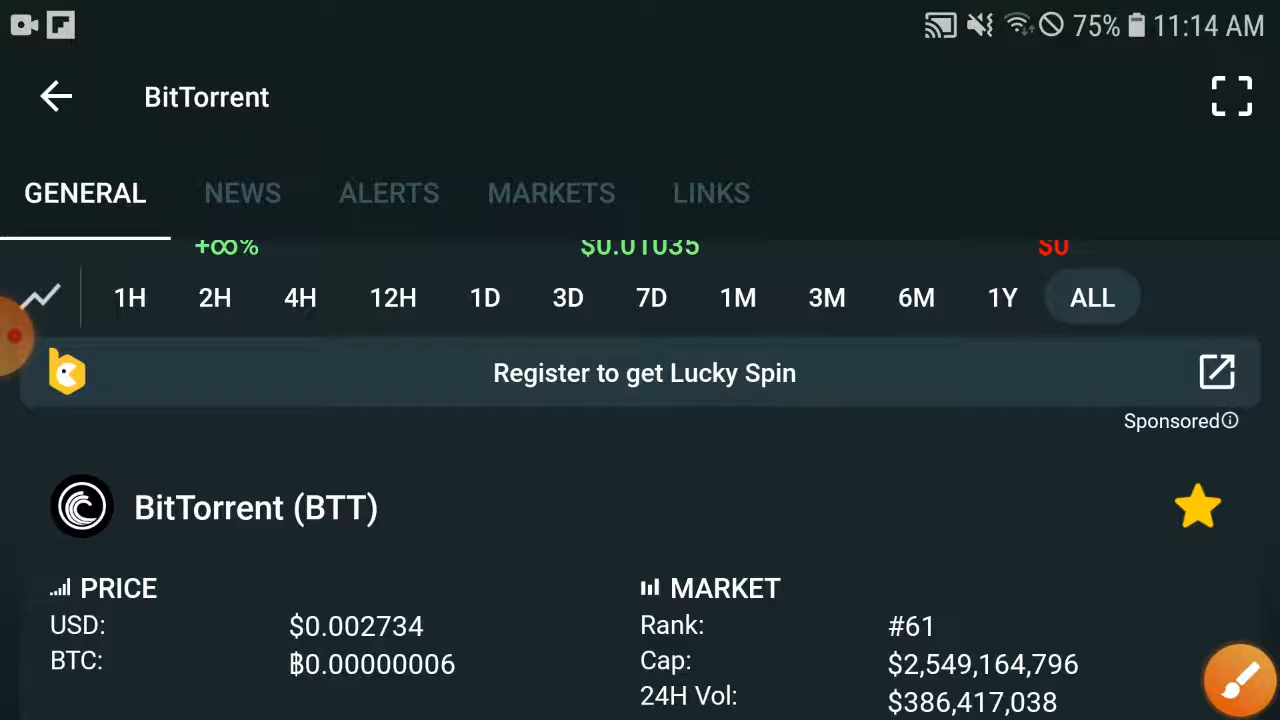 75% 11:14 AM
BitTorrent
GENERAL NEWS ALERTS MARKETS LINKS
+∞% $0.01035 $0
1H 2H 4H 12H 1D 3D 7D 1M 3M 6M 1Y ALL
Register to get Lucky Spin
Sponsored
BitTorrent (BTT)
PRICE
USD: $0.002734
BTC: ₿0.00000006
MARKET
Rank: #61
Cap: $2,549,164,796
24H Vol: $386,417,038